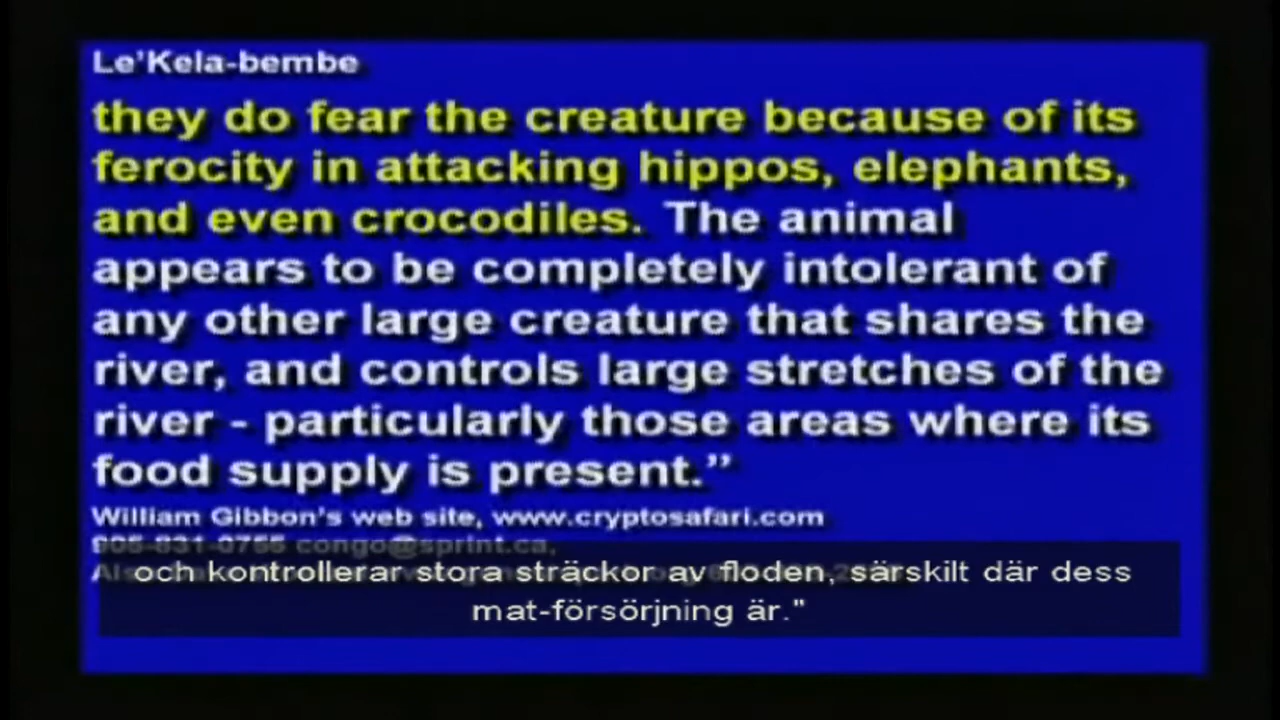 Le'Kela-bembe
they do fear the creature because of its
ferocity in attacking hippos, elephants,
and even crocodiles. The animal
appears to be completely intolerant of
any other large creature that shares the
river, and controls large stretches of the
river - particularly those areas where its
food supply is present.”
William Gibbon's web site, www.cryptosafari.com
905-831-0755 congo@sprint.ca,
och kontrollerar stora sträckor av floden, särskilt där dess
mat-försörjning är."